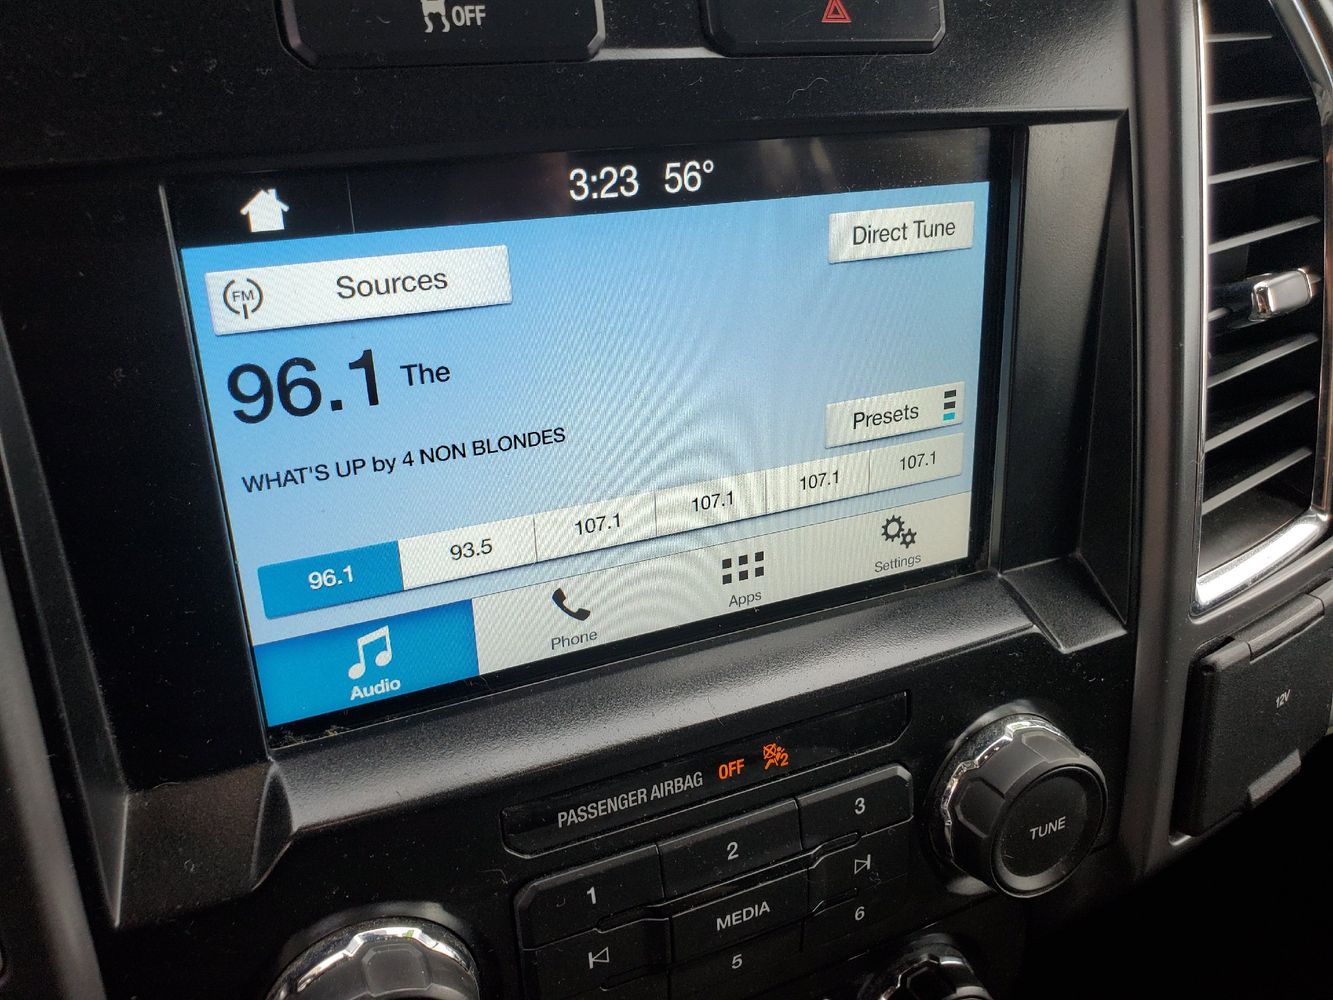 OFF
3:23 56°
FM Sources
Direct Tune
96.1 The
Presets
WHAT'S UP by 4 NON BLONDES
96.1 93.5 107.1 107.1 107.1 107.1
Audio Phone Apps Settings
12V
PASSENGER AIRBAG OFF 2
1 2 3
TUNE
MEDIA
5 6